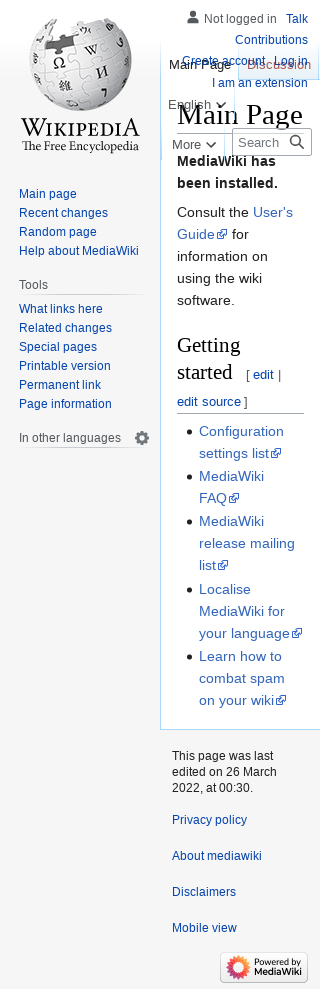 Not logged in Talk
Contributions
Create account Log in
I am an extension
Main Page Discussion
English
More
Search
WIKIPEDIA
The Free Encyclopedia
Main page
Recent changes
Random page
Help about MediaWiki
Tools
What links here
Related changes
Special pages
Printable version
Permanent link
Page information
In other languages
Main Page
MediaWiki has
been installed.
Consult the User's
Guide for
information on
using the wiki
software.
Getting
started [ edit |
edit source ]
Configuration
settings list
MediaWiki
FAQ
MediaWiki
release mailing
list
Localise
MediaWiki for
your language
Learn how to
combat spam
on your wiki
This page was last
edited on 26 March
2022, at 00:30.
Privacy policy
About mediawiki
Disclaimers
Mobile view
Powered by
MediaWiki